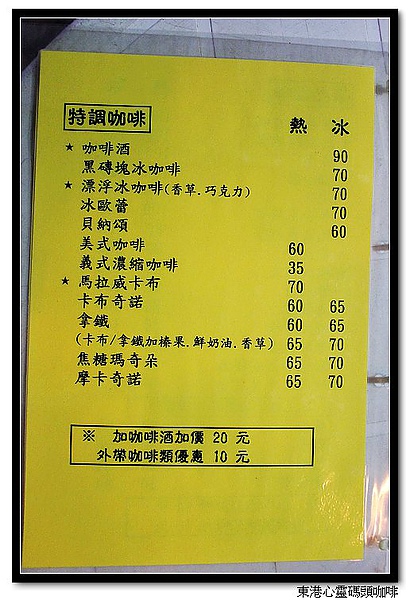 特調咖啡 熱 冰
★ 咖啡酒 90
黑磚塊冰咖啡 70
★ 漂浮冰咖啡(香草.巧克力) 70
冰歐蕾 70
貝納頌 60
美式咖啡 60
義式濃縮咖啡 35
★ 馬拉威卡布 70
卡布奇諾 60 65
拿鐵 60 65
(卡布/拿鐵加榛果.鮮奶油.香草) 65 70
焦糖瑪奇朵 65 70
摩卡奇諾 65 70
※ 加咖啡酒加價 20 元
外帶咖啡類優惠 10 元
東港心靈碼頭咖啡